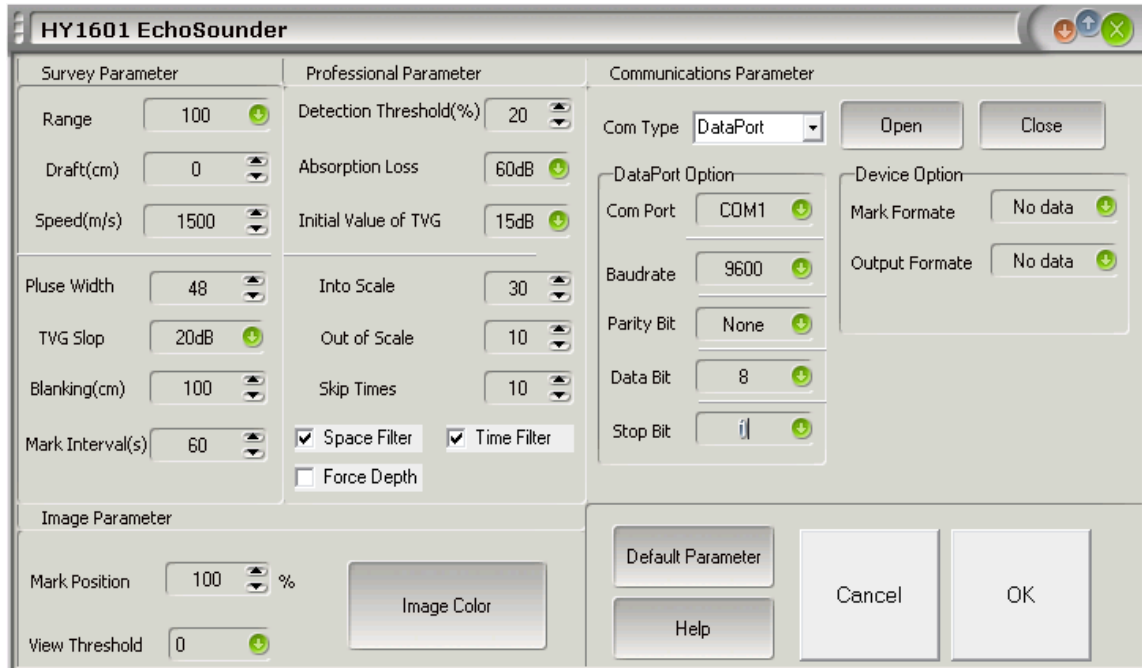 HY1601 EchoSounder
Survey Parameter
Range 100
Draft(cm) 0
Speed(m/s) 1500
Pluse Width 48
TVG Slop 20dB
Blanking(cm) 100
Mark Interval(s) 60
Professional Parameter
Detection Threshold(%) 20
Absorption Loss 60dB
Initial Value of TVG 15dB
Into Scale 30
Out of Scale 10
Skip Times 10
Space Filter Time Filter
Force Depth
Communications Parameter
Com Type DataPort Open Close
DataPort Option
Com Port COM1
Baudrate 9600
Parity Bit None
Data Bit 8
Stop Bit 1
Device Option
Mark Formate No data
Output Formate No data
Image Parameter
Mark Position 100 %
View Threshold 0
Image Color
Default Parameter
Help
Cancel
OK